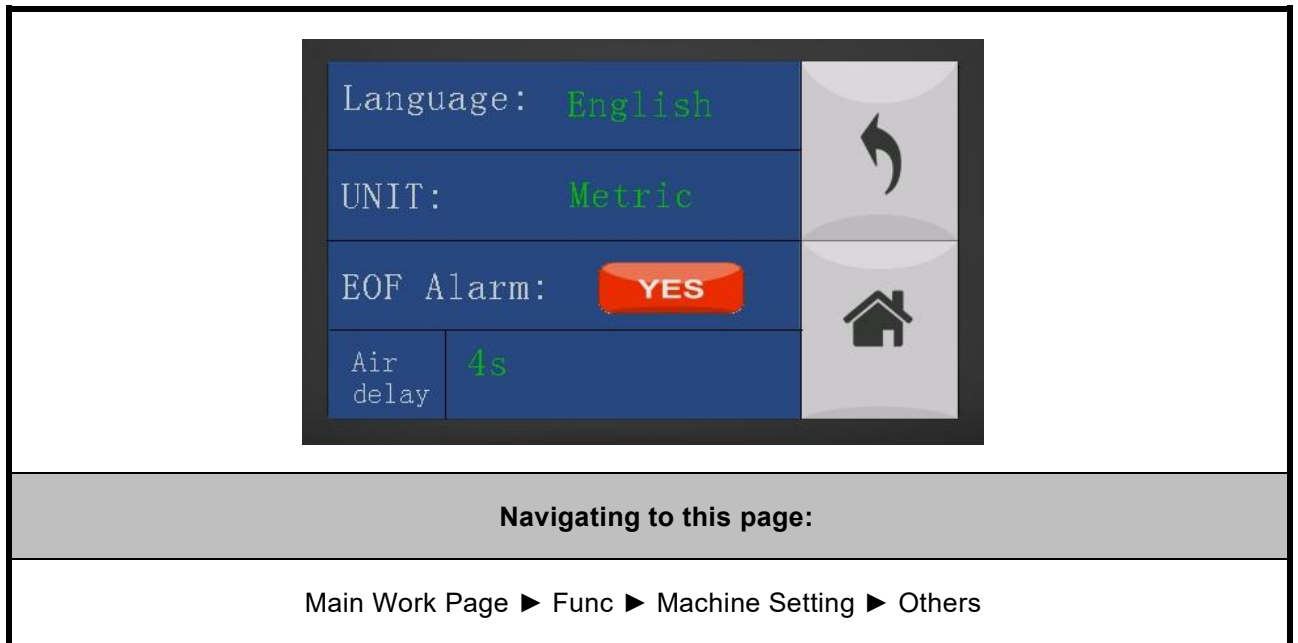 Language: English
UNIT: Metric
EOF Alarm: YES
Air delay 4s
Navigating to this page:
Main Work Page ► Func ► Machine Setting ► Others